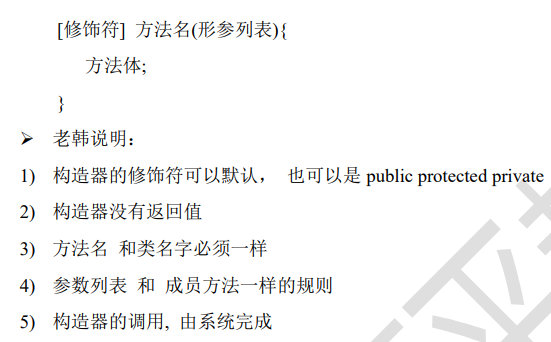 [修饰符] 方法名(形参列表){
方法体;
}
➢ 老韩说明：
1) 构造器的修饰符可以默认， 也可以是 public protected private
2) 构造器没有返回值
3) 方法名 和类名字必须一样
4) 参数列表 和 成员方法一样的规则
5) 构造器的调用, 由系统完成